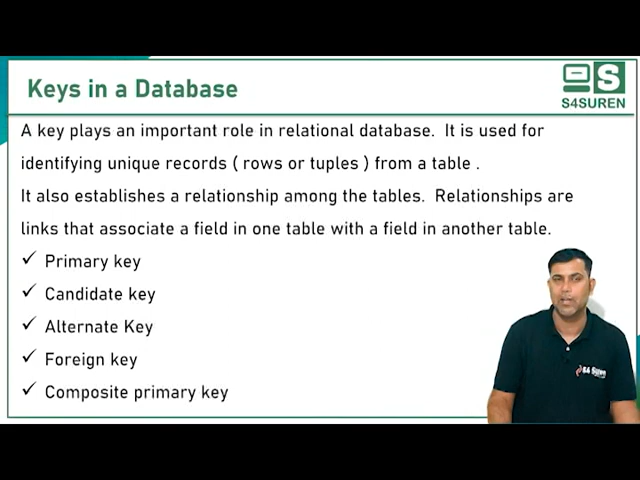 Keys in a Database
S4SUREN
A key plays an important role in relational database. It is used for
identifying unique records ( rows or tuples ) from a table .
It also establishes a relationship among the tables. Relationships are
links that associate a field in one table with a field in another table.
✓ Primary key
✓ Candidate key
✓ Alternate Key
✓ Foreign key
✓ Composite primary key
S4 Suren